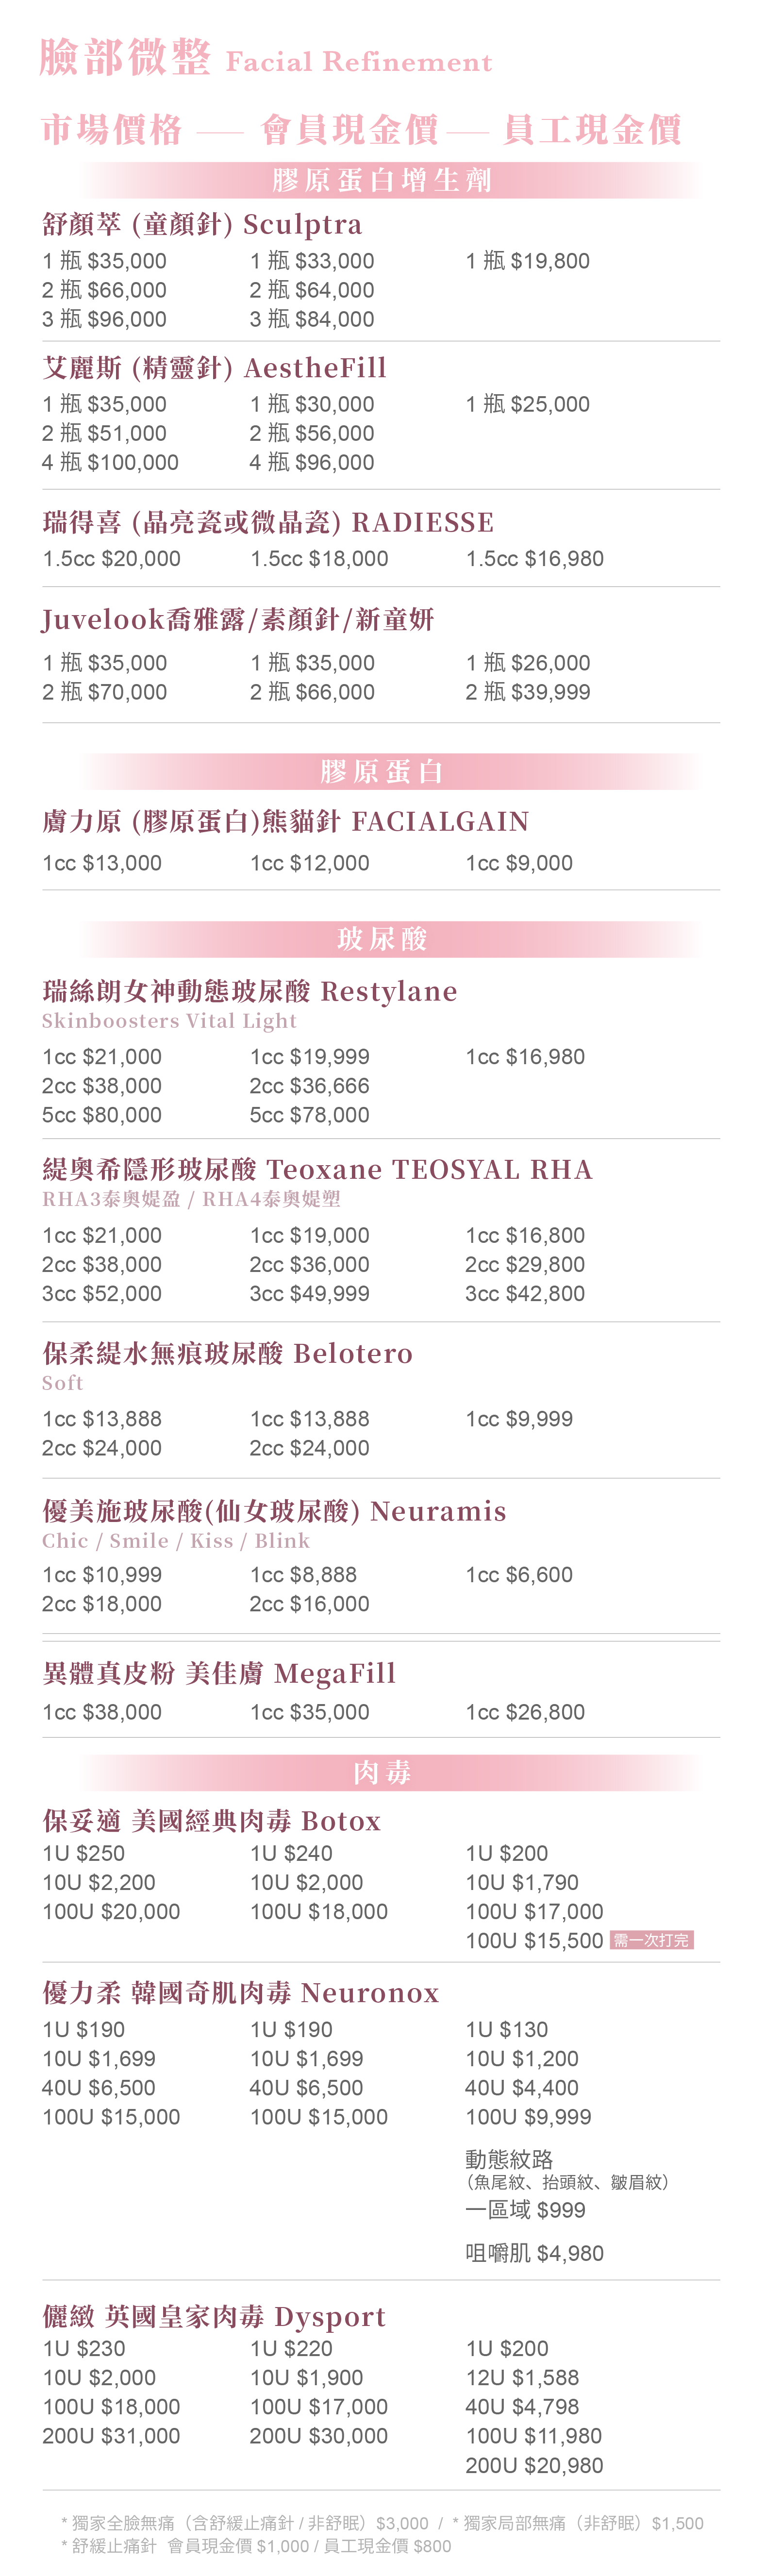 臉部微整 Facial Refinement
市場價格 —— 會員現金價 —— 員工現金價
膠原蛋白增生劑
舒顏萃 (童顏針) Sculptra
1 瓶 $35,000 1 瓶 $33,000 1 瓶 $19,800
2 瓶 $66,000 2 瓶 $64,000
3 瓶 $96,000 3 瓶 $84,000
艾麗斯 (精靈針) AestheFill
1 瓶 $35,000 1 瓶 $30,000 1 瓶 $25,000
2 瓶 $51,000 2 瓶 $56,000
4 瓶 $100,000 4 瓶 $96,000
瑞得喜 (晶亮瓷或微晶瓷) RADIESSE
1.5cc $20,000 1.5cc $18,000 1.5cc $16,980
Juvelook喬雅露/素顏針/新童妍
1 瓶 $35,000 1 瓶 $35,000 1 瓶 $26,000
2 瓶 $70,000 2 瓶 $66,000 2 瓶 $39,999
膠原蛋白
膚力原 (膠原蛋白)熊貓針 FACIALGAIN
1cc $13,000 1cc $12,000 1cc $9,000
玻尿酸
瑞絲朗女神動態玻尿酸 Restylane
Skinboosters Vital Light
1cc $21,000 1cc $19,999 1cc $16,980
2cc $38,000 2cc $36,666
5cc $80,000 5cc $78,000
緹奧希隱形玻尿酸 Teoxane TEOSYAL RHA
RHA3泰奧媞盈 / RHA4泰奧媞塑
1cc $21,000 1cc $19,000 1cc $16,800
2cc $38,000 2cc $36,000 2cc $29,800
3cc $52,000 3cc $49,999 3cc $42,800
保柔緹水無痕玻尿酸 Belotero
Soft
1cc $13,888 1cc $13,888 1cc $9,999
2cc $24,000 2cc $24,000
優美施玻尿酸(仙女玻尿酸) Neuramis
Chic / Smile / Kiss / Blink
1cc $10,999 1cc $8,888 1cc $6,600
2cc $18,000 2cc $16,000
異體真皮粉 美佳膚 MegaFill
1cc $38,000 1cc $35,000 1cc $26,800
肉毒
保妥適 美國經典肉毒 Botox
1U $250 1U $240 1U $200
10U $2,200 10U $2,000 10U $1,790
100U $20,000 100U $18,000 100U $17,000
100U $15,500 需一次打完
優力柔 韓國奇肌肉毒 Neuronox
1U $190 1U $190 1U $130
10U $1,699 10U $1,699 10U $1,200
40U $6,500 40U $6,500 40U $4,400
100U $15,000 100U $15,000 100U $9,999
動態紋路
（魚尾紋、抬頭紋、皺眉紋）
一區域 $999
咀嚼肌 $4,980
儷緻 英國皇家肉毒 Dysport
1U $230 1U $220 1U $200
10U $2,000 10U $1,900 12U $1,588
100U $18,000 100U $17,000 40U $4,798
200U $31,000 200U $30,000 100U $11,980
200U $20,980
* 獨家全臉無痛（含舒緩止痛針 / 非舒眠）$3,000 / * 獨家局部無痛（非舒眠）$1,500
* 舒緩止痛針 會員現金價 $1,000 / 員工現金價 $800